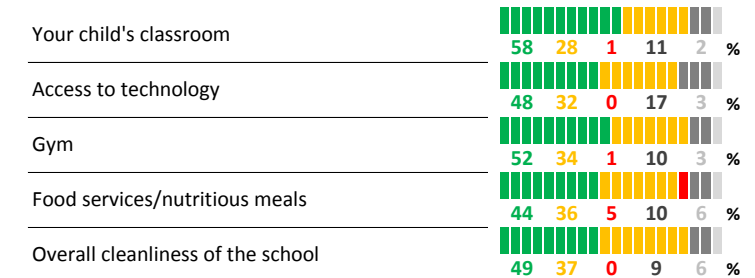 Your child's classroom
58 28 1 11 2 %
Access to technology
48 32 0 17 3 %
Gym
52 34 1 10 3 %
Food services/nutritious meals
44 36 5 10 6 %
Overall cleanliness of the school
49 37 0 9 6 %